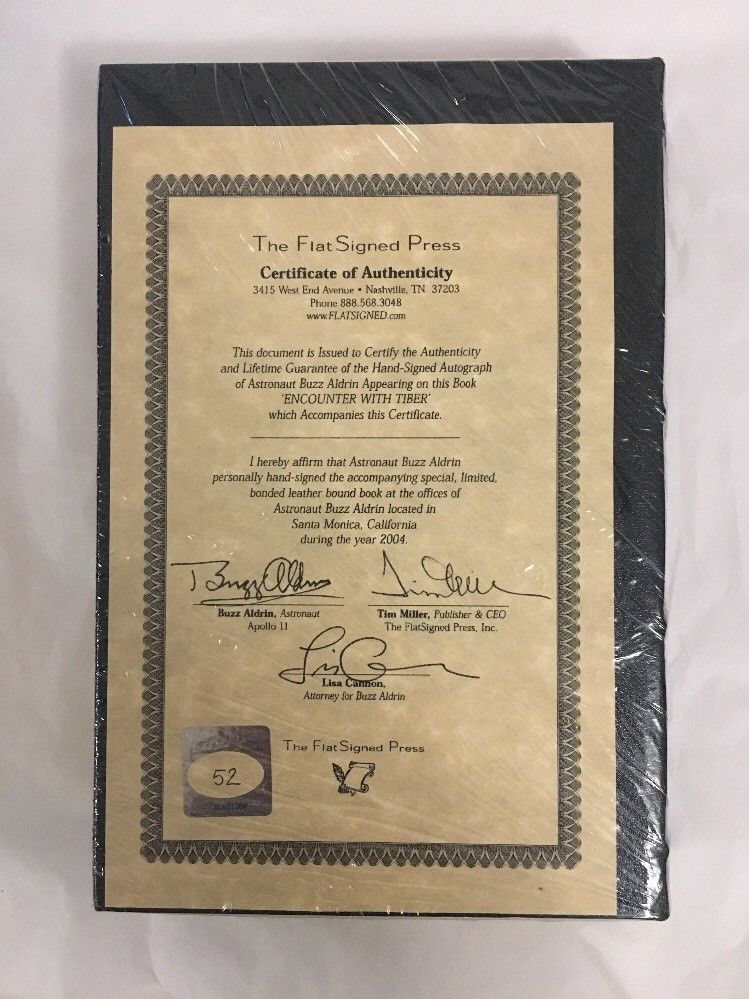 The FlatSigned Press
Certificate of Authenticity
3415 West End Avenue • Nashville, TN 37203
Phone 888.568.3048
www.FLATSIGNED.com
This document is Issued to Certify the Authenticity
and Lifetime Guarantee of the Hand-Signed Autograph
of Astronaut Buzz Aldrin Appearing on this Book
'ENCOUNTER WITH TIBER'
which Accompanies this Certificate.
I hereby affirm that Astronaut Buzz Aldrin
personally hand-signed the accompanying special, limited,
bonded leather bound book at the offices of
Astronaut Buzz Aldrin located in
Santa Monica, California
during the year 2004.
Buzz Aldrin
Buzz Aldrin, Astronaut
Apollo 11
Tim Miller, Publisher & CEO
The FlatSigned Press, Inc.
Lisa Cannon,
Attorney for Buzz Aldrin
The FlatSigned Press
52